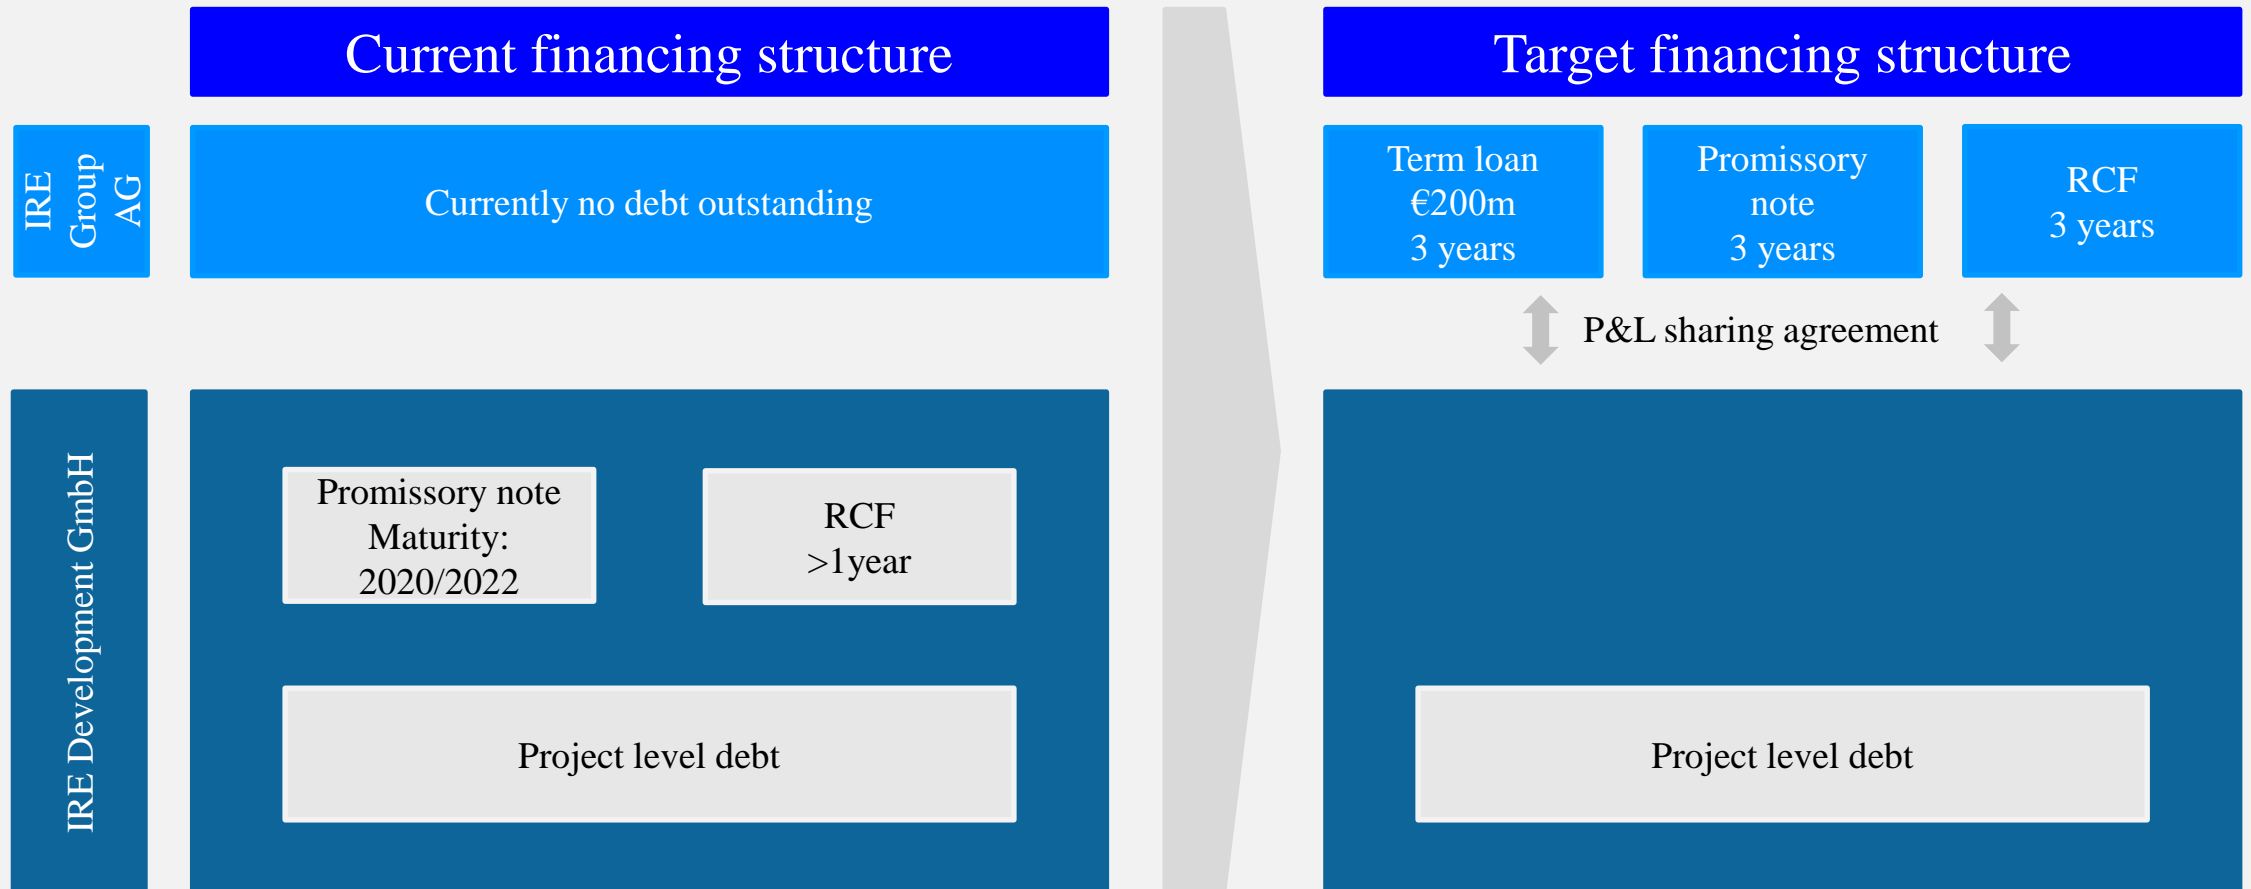 Current financing structure
Target financing structure
IRE
Group
AG
Currently no debt outstanding
Term loan
€200m
3 years
Promissory
note
3 years
RCF
3 years
P&L sharing agreement
IRE Development GmbH
Promissory note
Maturity:
2020/2022
RCF
>1year
Project level debt
Project level debt